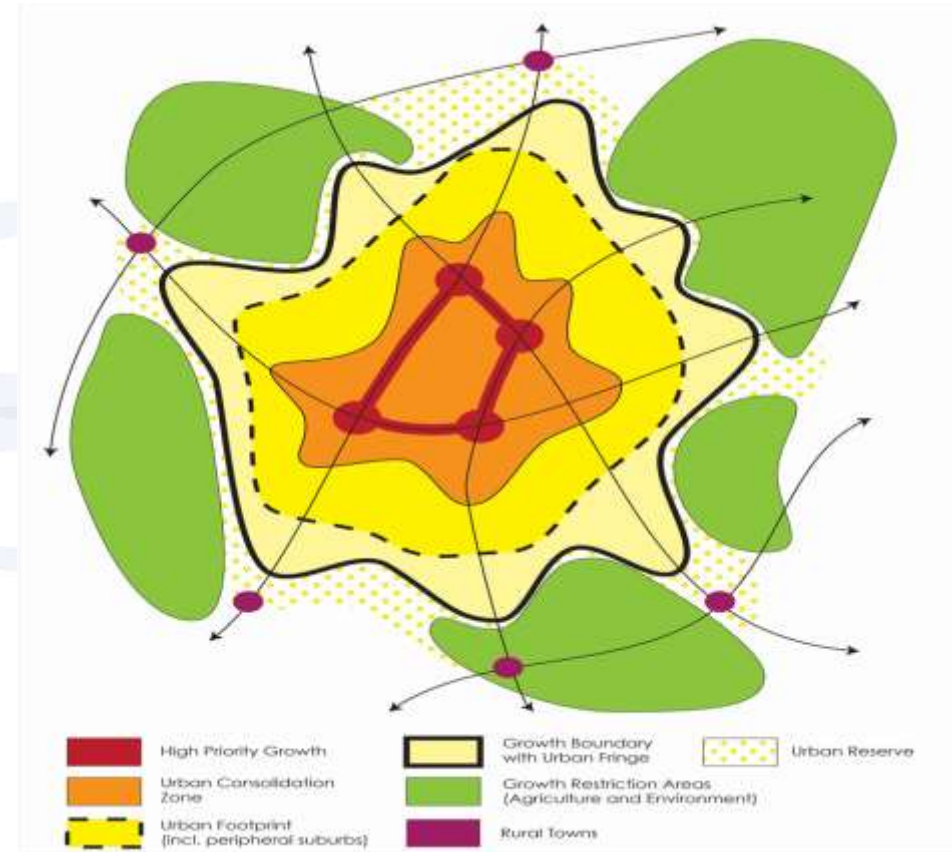 High Priority Growth
Urban Consolidation
Zone
Urban Footprint
(incl. peripheral suburbs)
Growth Boundary
with Urban Fringe
Growth Restriction Areas
(Agriculture and Environment)
Rural Towns
Urban Reserve